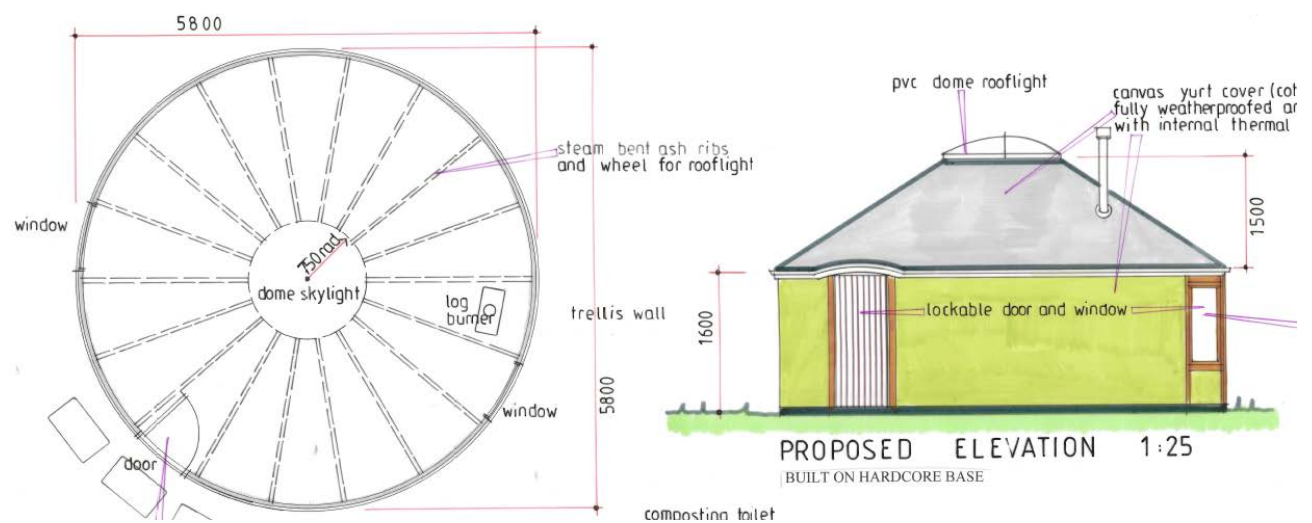 5800
steam bent ash ribs
and wheel for rooflight
window
750rad
dome skylight
log
burner
trellis wall
5800
window
door
pvc dome rooflight
canvas yurt cover (cot
fully weatherproofed an
with internal thermal
1500
1600
lockable door and window
PROPOSED ELEVATION 1:25
BUILT ON HARDCORE BASE
composting toilet